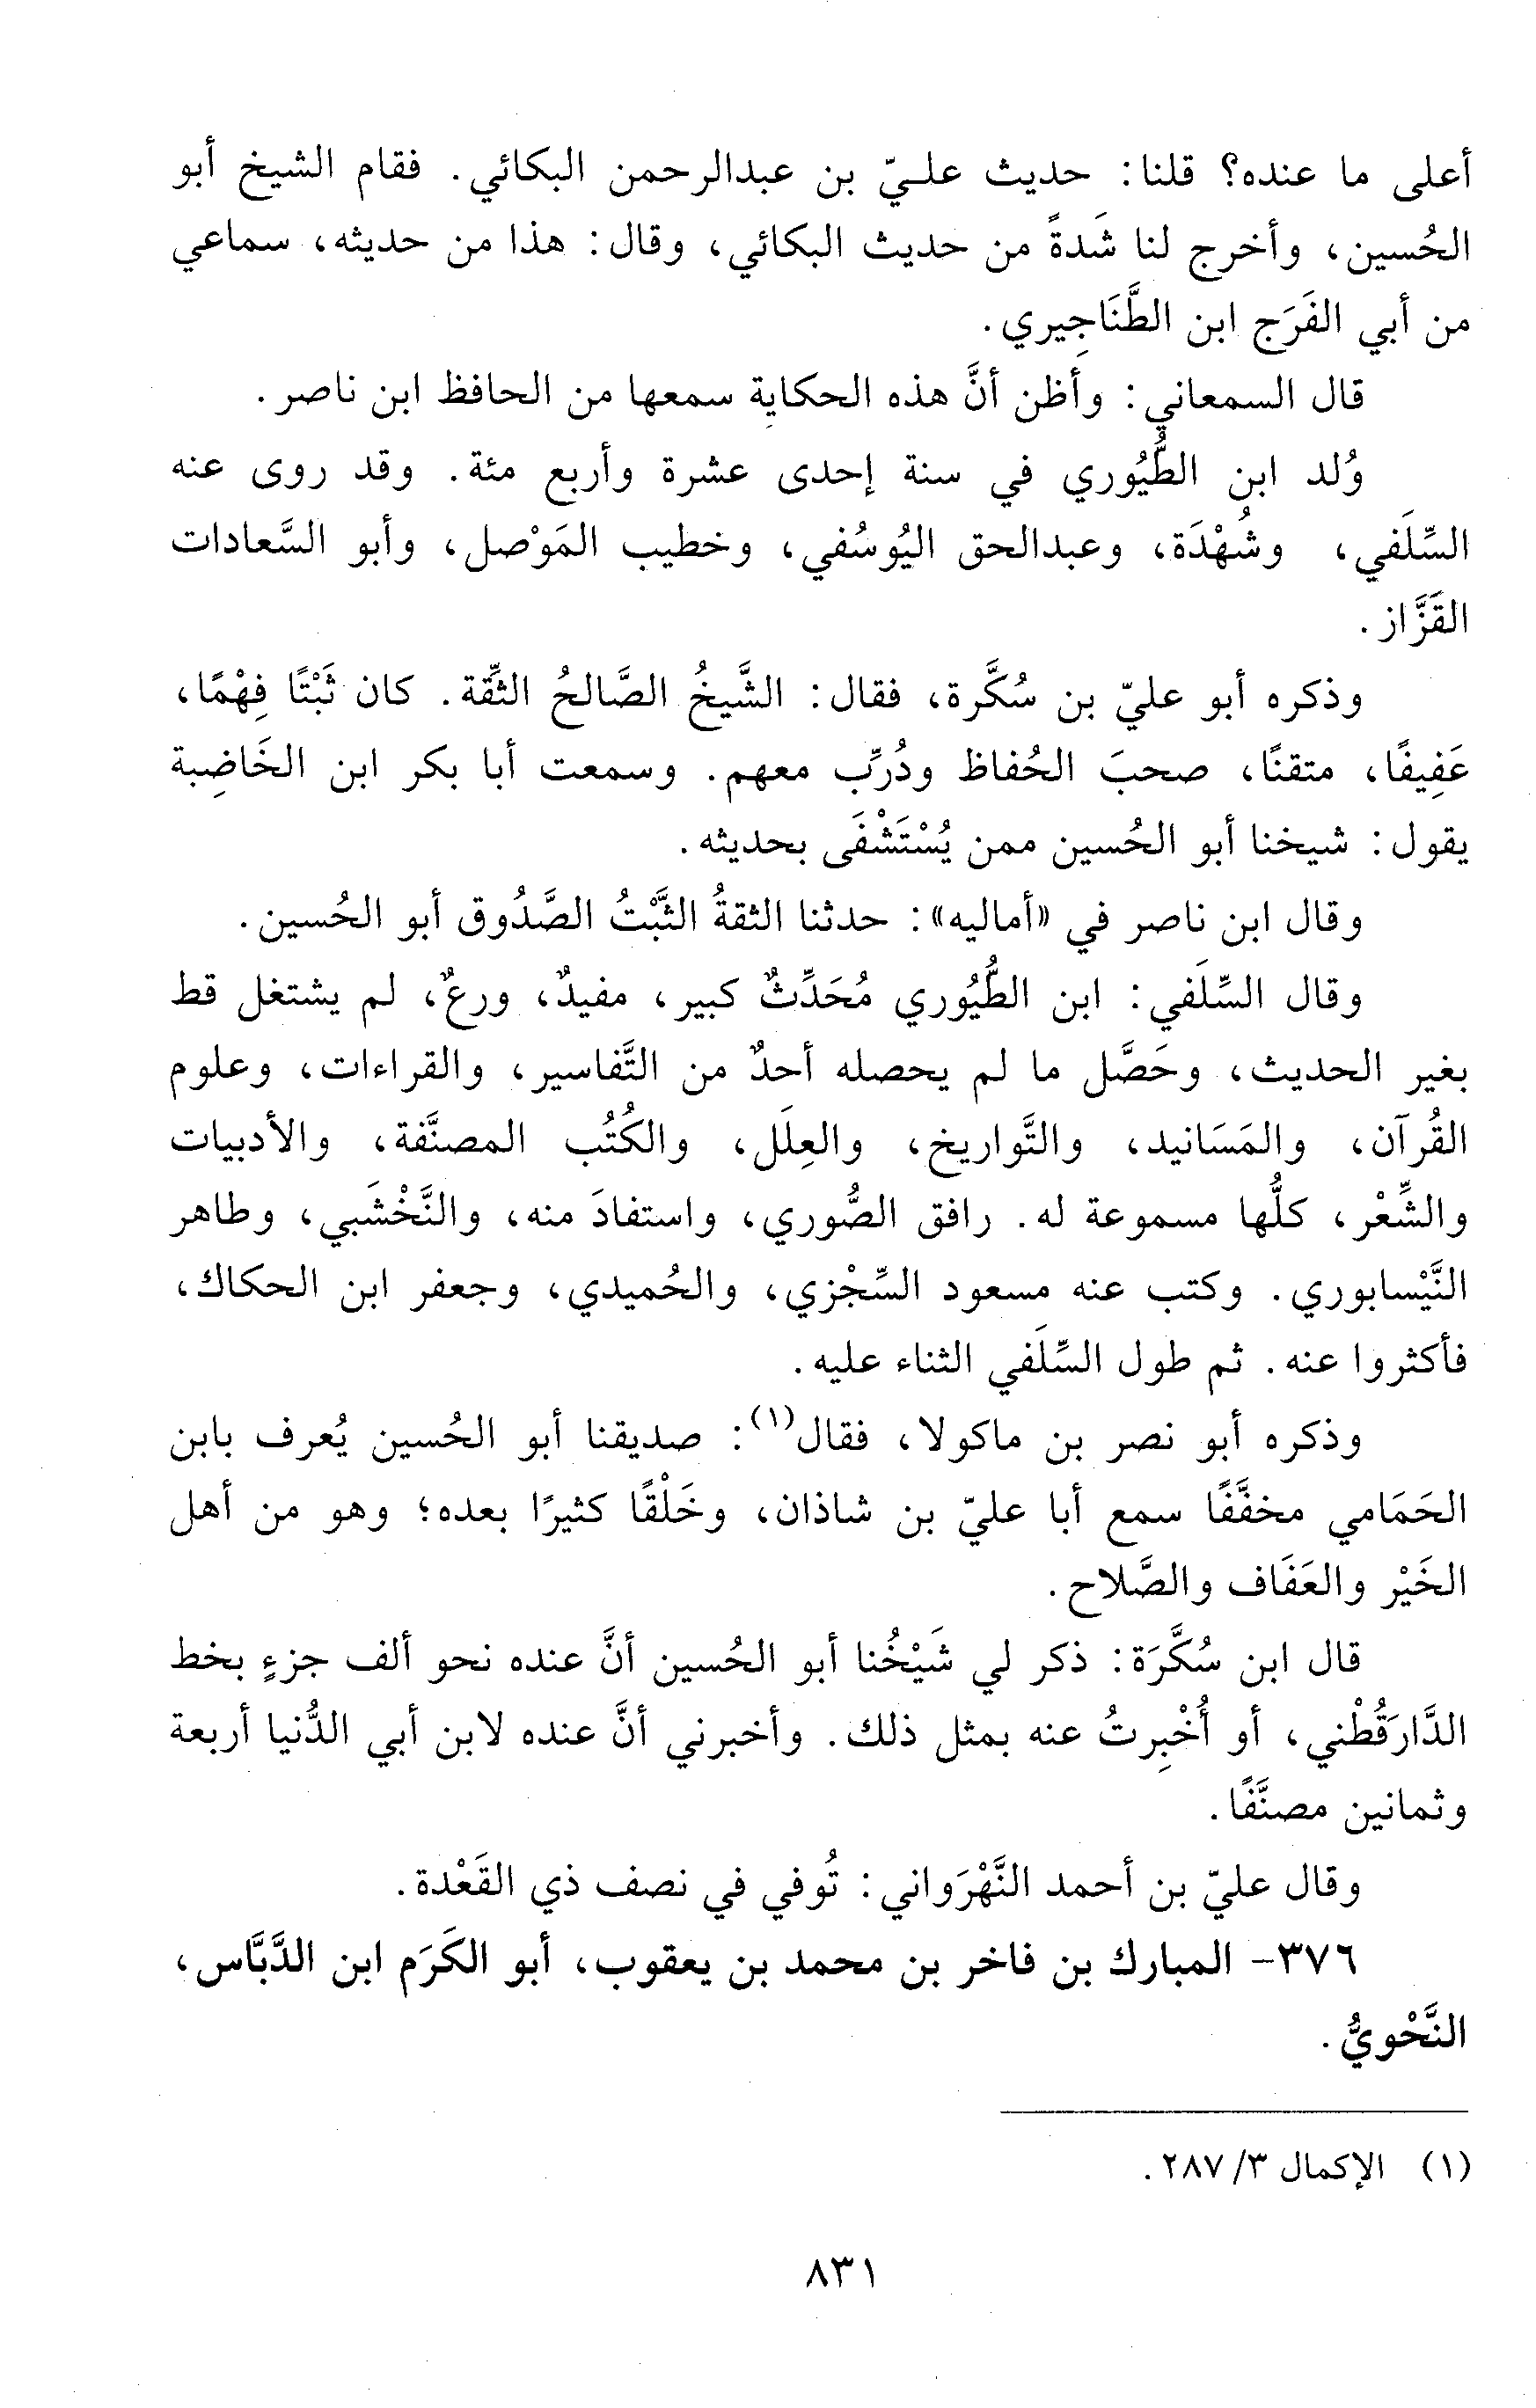 أعلى ما عنده؟ قلنا: حديث عليّ بن عبدالرحمن البكائي. فقام الشيخ أبو
الحُسين، وأخرج لنا شَدةً من حديث البكائي، وقال: هذا من حديثه، سماعي
من أبي الفَرَج ابن الطَّنَاجِيري.
قال السمعاني: وأظن أنَّ هذه الحكاية سمعها من الحافظ ابن ناصر.
وُلد ابن الطُّيُوري في سنة إحدى عشرة وأربع مئة. وقد روى عنه
السِّلَفي، وشُهْدَة، وعبدالحق اليُوسُفي، وخطيب المَوْصل، وأبو السَّعادات
القَزَّاز.
وذكره أبو عليّ بن سُكَّرة، فقال: الشَّيخُ الصَّالحُ الثِّقة. كان ثَبْتًا فِهْمًا،
عَفِيفًا، متقنًا، صحبَ الحُفاظ ودُرِّب معهم. وسمعت أبا بكر ابن الخَاضِبة
يقول: شيخنا أبو الحُسين ممن يُسْتَشْفَى بحديثه.
وقال ابن ناصر في «أماليه»: حدثنا الثقةُ الثَّبْتُ الصَّدُوق أبو الحُسين.
وقال السِّلَفي: ابن الطُّيُوري مُحَدِّثٌ كبير، مفيدٌ، ورعٌ، لم يشتغل قط
بغير الحديث، وحَصَّل ما لم يحصله أحدٌ من التَّفاسير، والقراءات، وعلوم
القُرآن، والمَسَانيد، والتَّواريخ، والعِلَل، والكُتُب المصنَّفة، والأدبيات
والشِّعْر، كلُّها مسموعة له. رافق الصُّوري، واستفادَ منه، والنَّخْشَبي، وطاهر
النَّيْسابوري. وكتب عنه مسعود السِّجْزي، والحُميدي، وجعفر ابن الحكاك،
فأكثروا عنه. ثم طول السِّلَفي الثناء عليه.
وذكره أبو نصر بن ماكولا، فقال(١): صديقنا أبو الحُسين يُعرف بابن
الحَمَامي مخفَّفًا سمع أبا عليّ بن شاذان، وخَلْقًا كثيرًا بعده؛ وهو من أهل
الخَيْر والعَفَاف والصَّلاح.
قال ابن سُكَّرَة: ذكر لي شَيْخُنا أبو الحُسين أنَّ عنده نحو ألف جزءٍ بخط
الدَّارَقُطْني، أو أُخْبِرتُ عنه بمثل ذلك. وأخبرني أنَّ عنده لابن أبي الدُّنيا أربعة
وثمانين مصنَّفًا.
وقال عليّ بن أحمد النَّهْرَواني: تُوفي في نصف ذي القَعْدة.
٣٧٦- المبارك بن فاخر بن محمد بن يعقوب، أبو الكَرَم ابن الدَّبَّاس،
النَّحْويُّ.
(١) الإكمال ٣/ ٢٨٧.
٨٣١